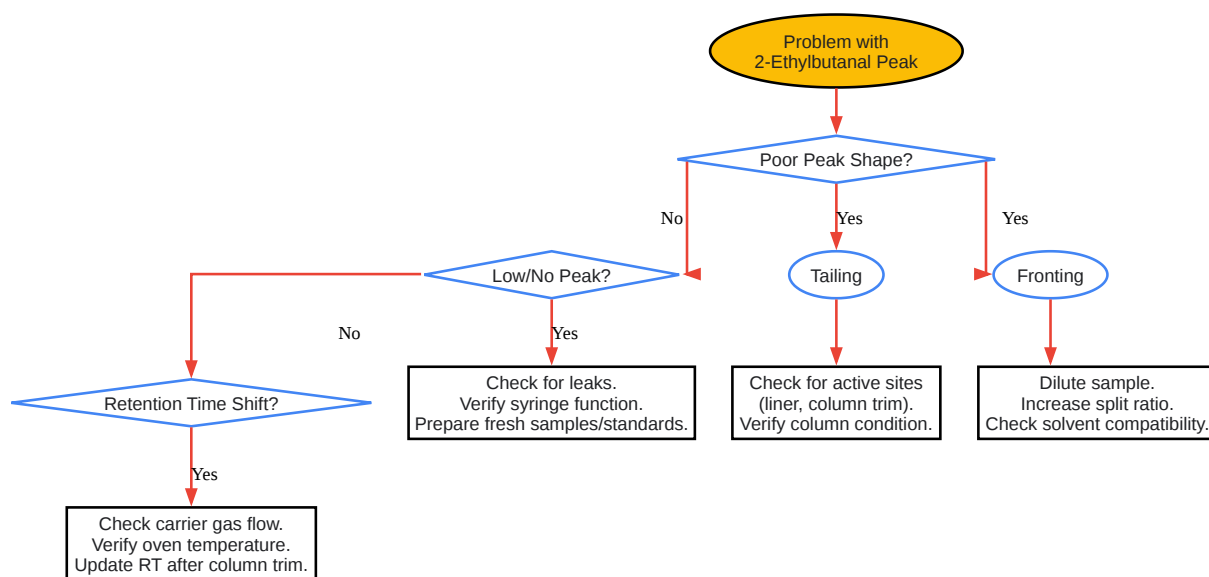 Problem with
2-Ethylbutanal Peak
Poor Peak Shape?
No
Yes
Yes
Low/No Peak?
Tailing
Fronting
No
Yes
Retention Time Shift?
Check for leaks.
Verify syringe function.
Prepare fresh samples/standards.
Check for active sites
(liner, column trim).
Verify column condition.
Dilute sample.
Increase split ratio.
Check solvent compatibility.
Yes
Check carrier gas flow.
Verify oven temperature.
Update RT after column trim.